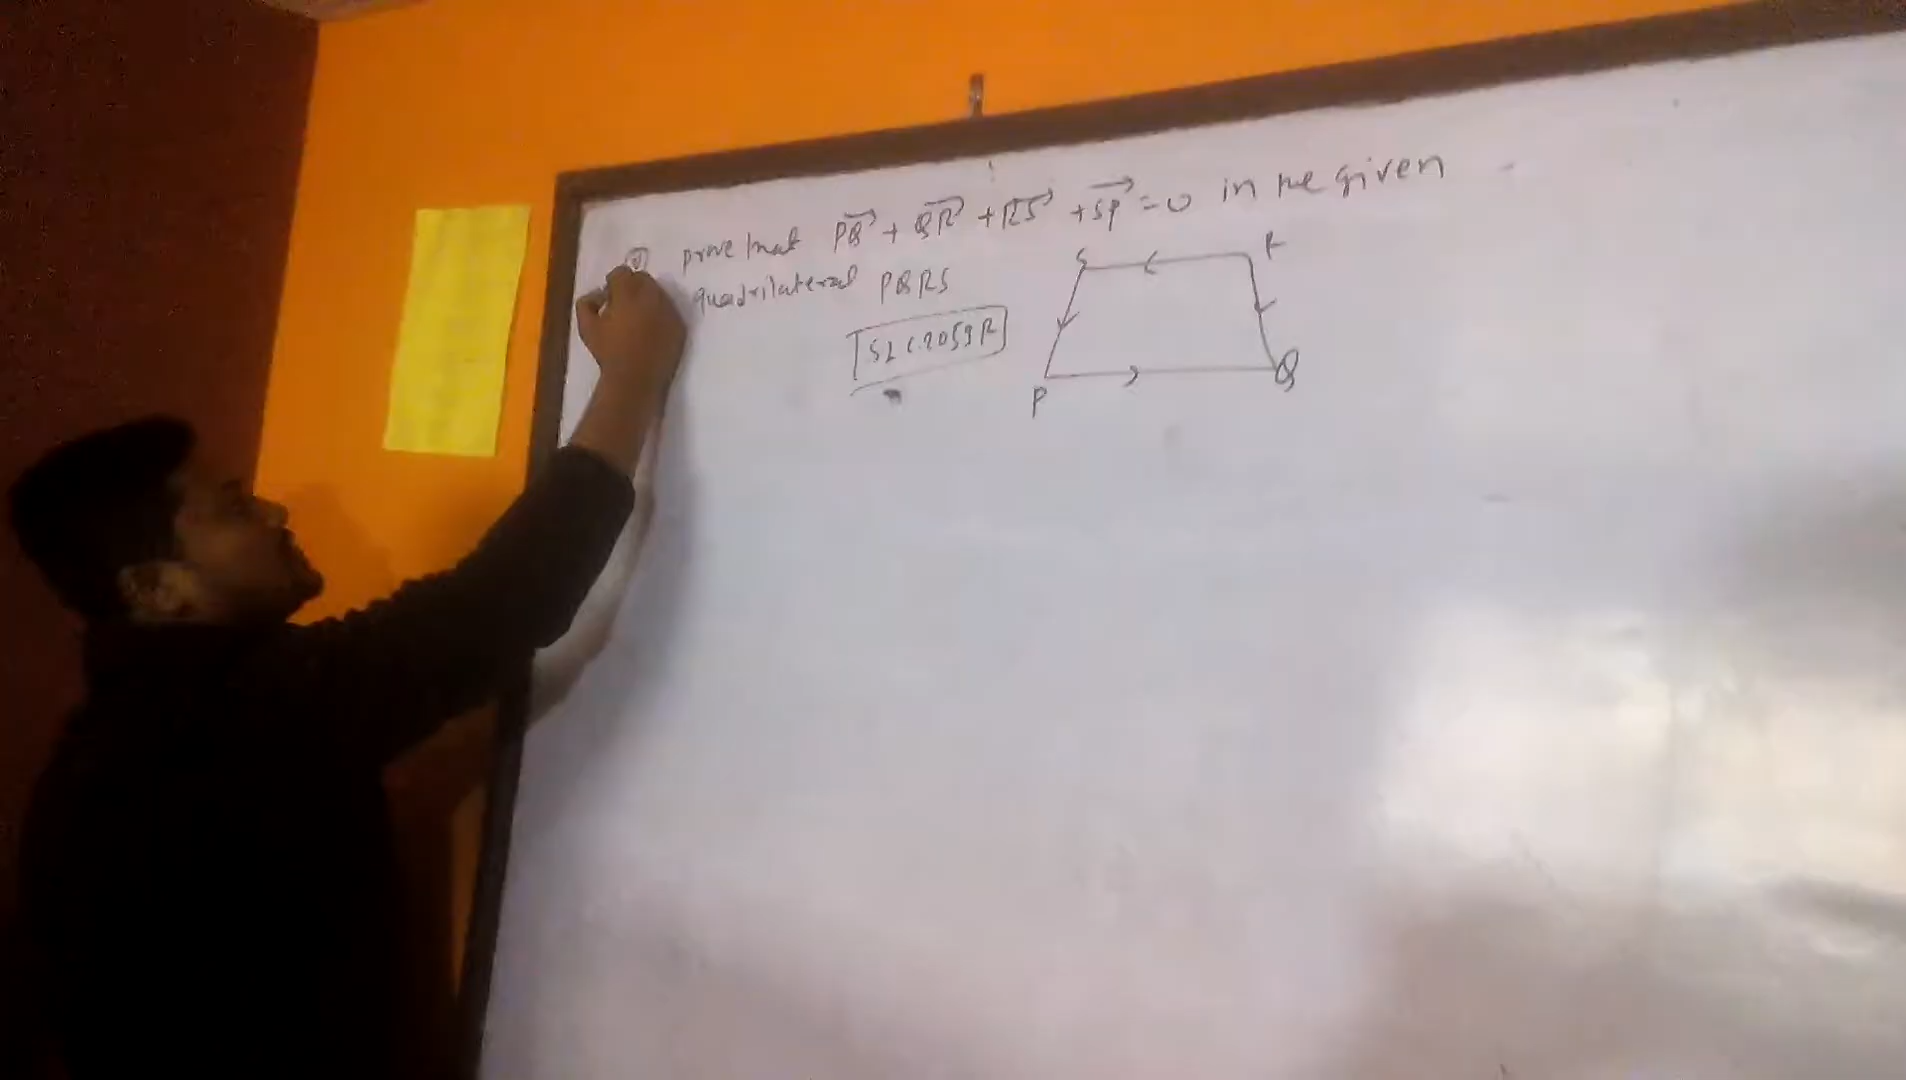 prove that PQ + QR + RS + SP = 0 in the given
quadrilateral PQRS
SLC 2059 R
S
R
P
Q